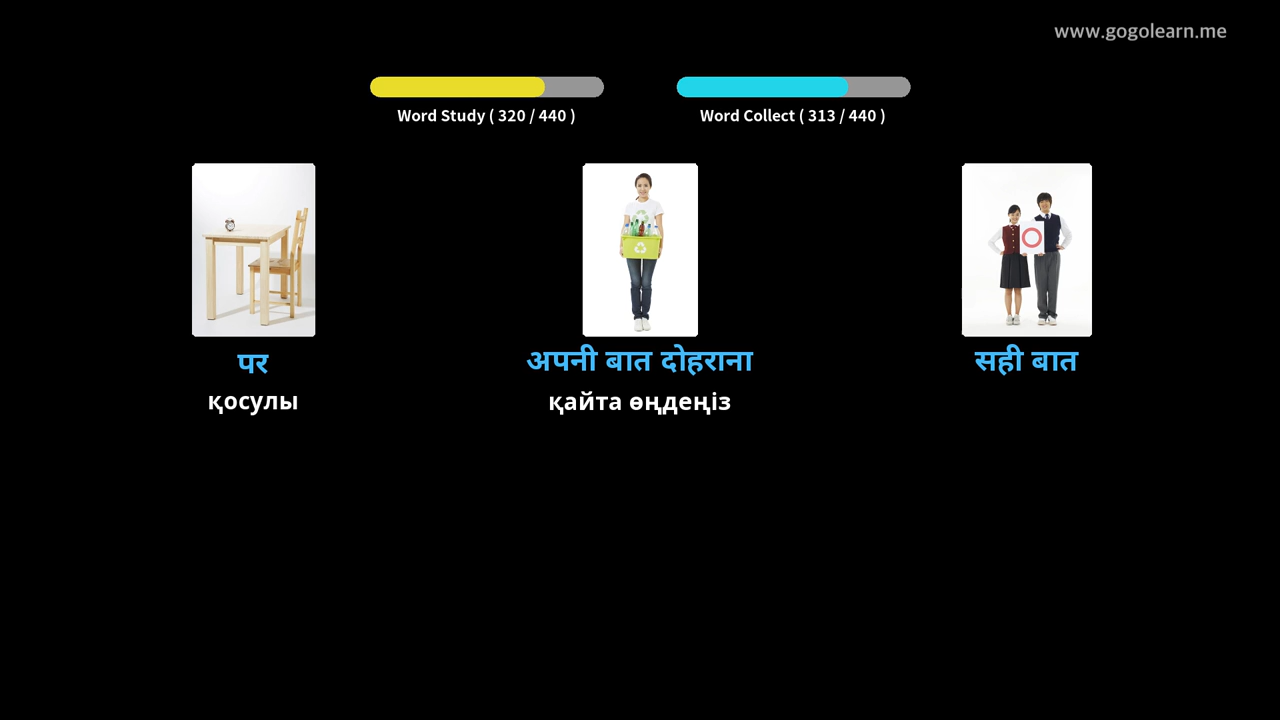 www.gogolearn.me
Word Study ( 320 / 440 )
Word Collect ( 313 / 440 )
पर
अपनी बात दोहराना
सही बात
қосулы
қайта өңдеңіз